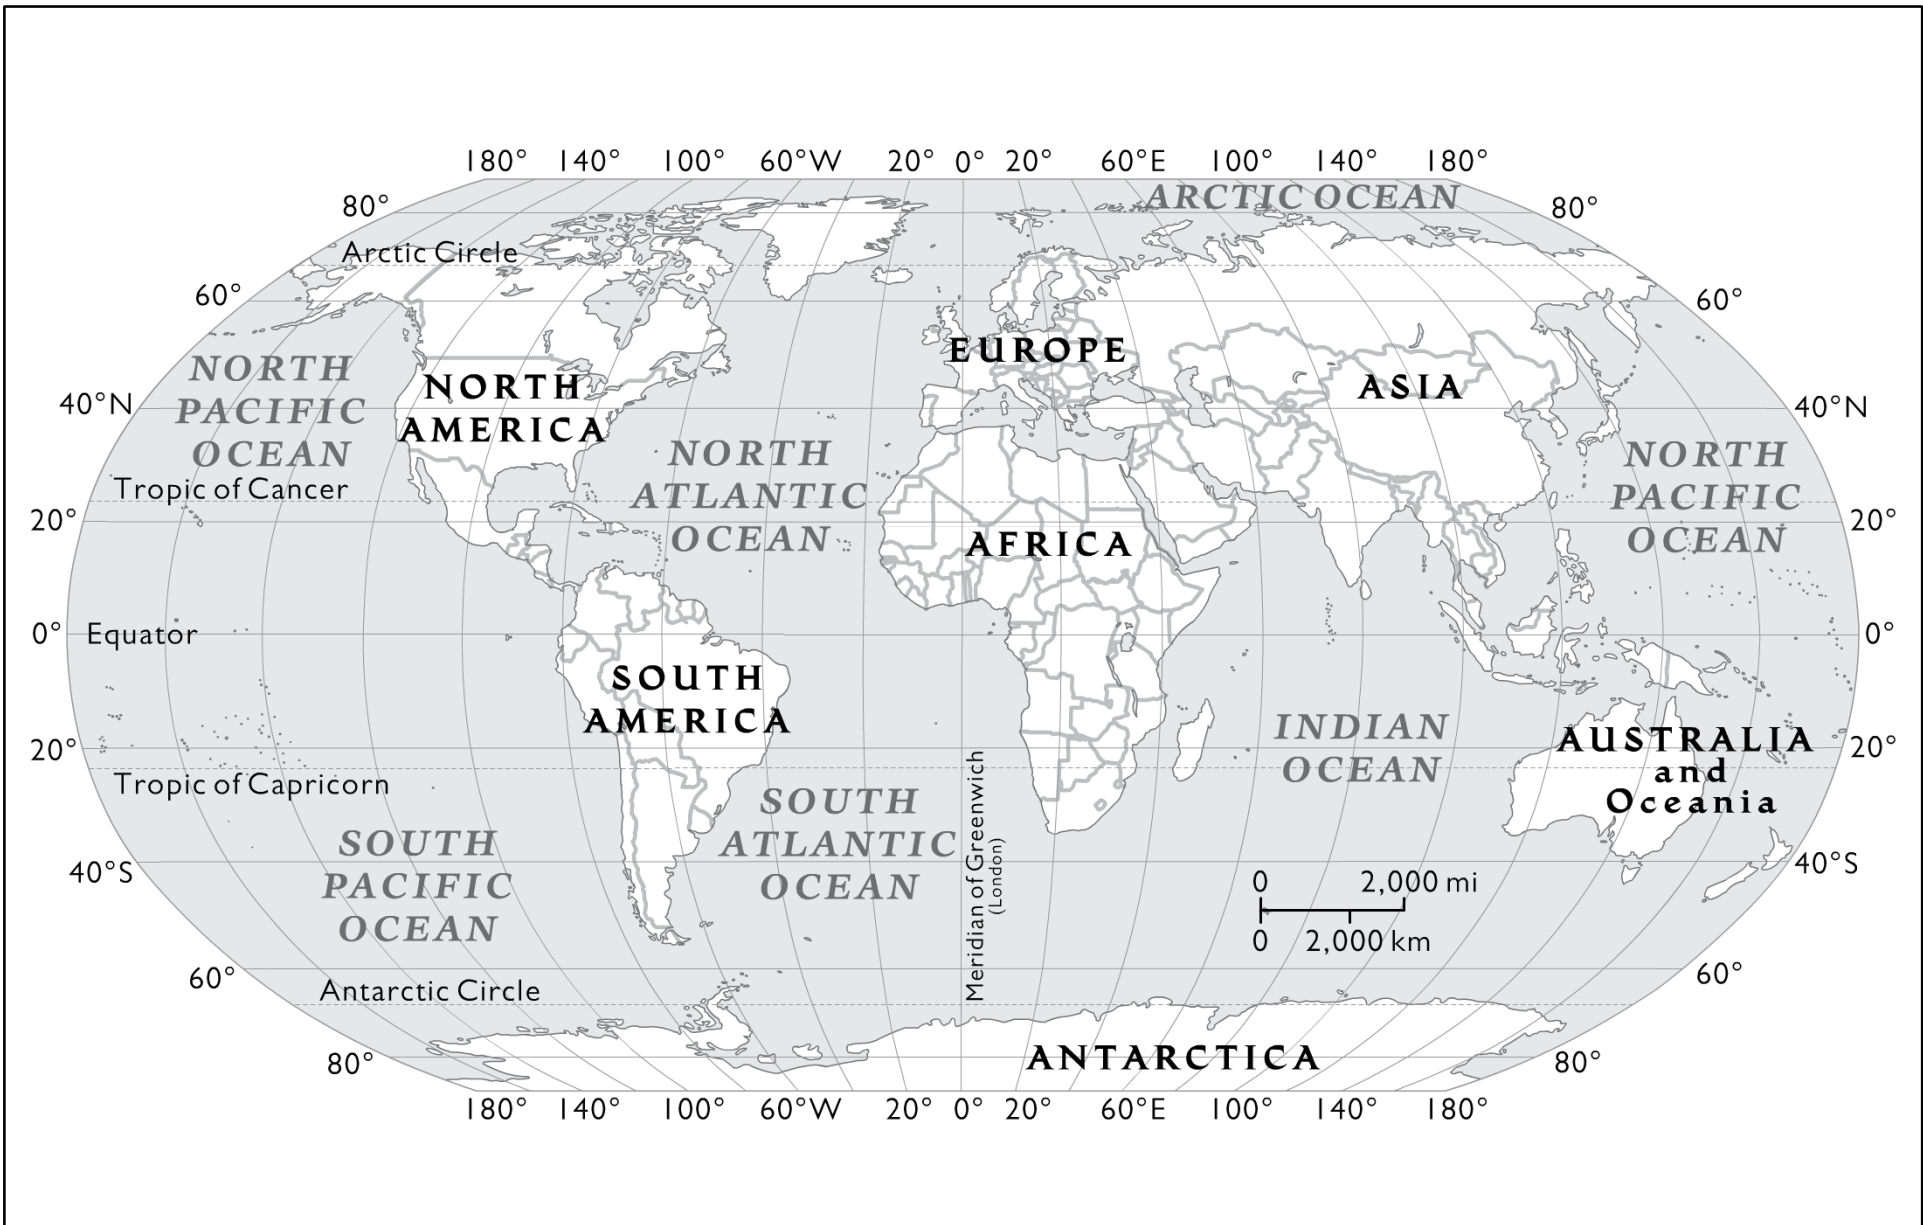 180° 140° 100° 60°W 20° 0° 20° 60°E 100° 140° 180°
ARCTIC OCEAN
80° 80°
Arctic Circle
60° 60°
NORTH
PACIFIC
OCEAN
NORTH
AMERICA
EUROPE
ASIA
40°N 40°N
NORTH
ATLANTIC
OCEAN
NORTH
PACIFIC
OCEAN
Tropic of Cancer
20° 20°
AFRICA
0° Equator 0°
SOUTH
AMERICA
INDIAN
OCEAN
AUSTRALIA
and
Oceania
20° 20°
Tropic of Capricorn
SOUTH
PACIFIC
OCEAN
SOUTH
ATLANTIC
OCEAN
Meridian of Greenwich
(London)
40°S 40°S
0 2,000 mi
0 2,000 km
60° 60°
Antarctic Circle
80° 80°
ANTARCTICA
180° 140° 100° 60°W 20° 0° 20° 60°E 100° 140° 180°